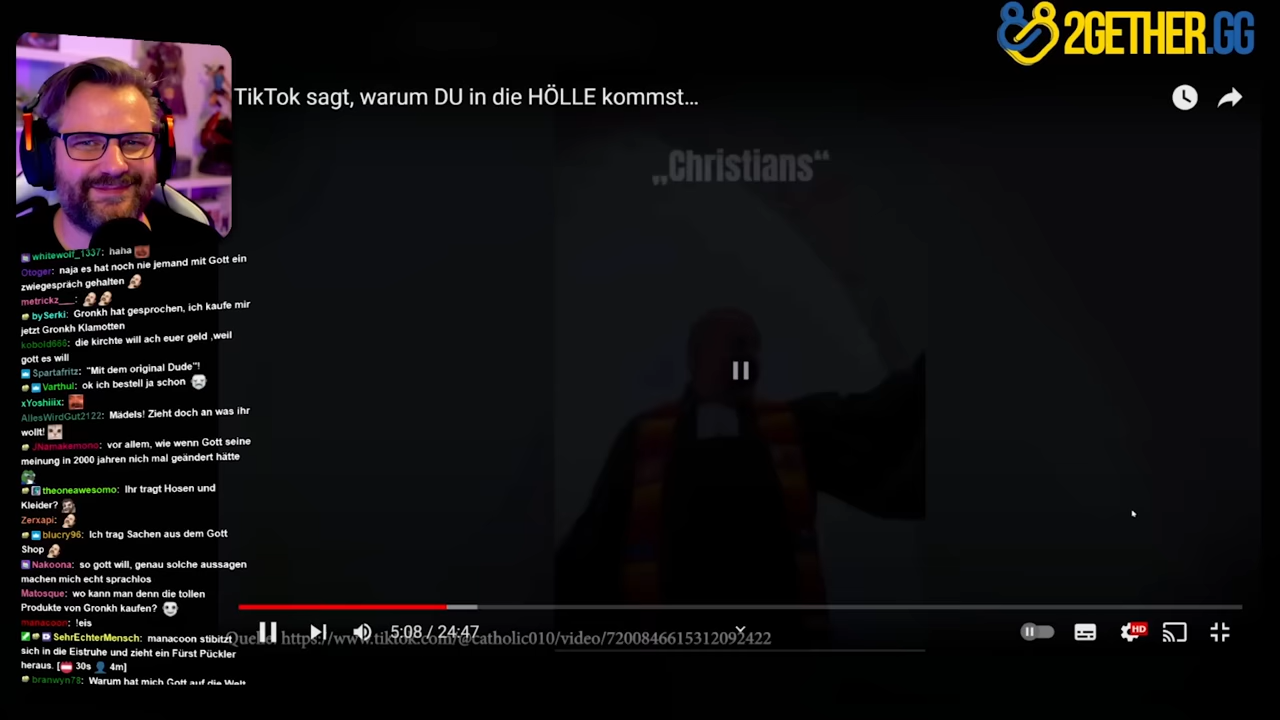 2GETHER.GG
TikTok sagt, warum DU in die HÖLLE kommst…
„Christians“
whitewolf_1337: haha
Otoger: naja es hat noch nie jemand mit Gott ein
zwiegespräch gehalten
metrickz___:
bySerki: Gronkh hat gesprochen, ich kaufe mir
jetzt Gronkh Klamotten
kobold666: die kirchte will ach euer geld ,weil
gott es will
Spartafritz: "Mit dem original Dude"!
Varthul: ok ich bestell ja schon
xYoshiiix:
AllesWirdGut2122: Mädels! Zieht doch an was ihr
wollt!
JNamakemono: vor allem, wie wenn Gott seine
meinung in 2000 jahren nich mal geändert hätte
theoneawesomo: Ihr tragt Hosen und
Kleider?
Zerxapi:
blucry96: Ich trag Sachen aus dem Gott
Shop
Nakoona: so gott will, genau solche aussagen
machen mich echt sprachlos
Matosque: wo kann man denn die tollen
Produkte von Gronkh kaufen?
manacoon: !eis
SehrEchterMensch: manacoon stibitzt
sich in die Eistruhe und zieht ein Fürst Pückler
heraus. [ 30s 4m]
branwyn78: Warum hat mich Gott auf die Welt
5:08 / 24:47
HD
Quelle: https://www.tiktok.com/@catholic010/video/7200846615312092422